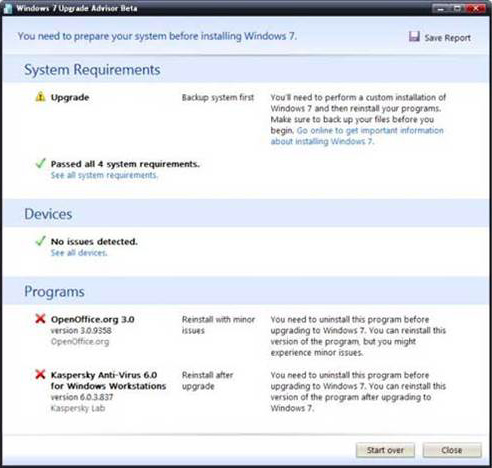 Windows 7 Upgrade Advisor Beta
You need to prepare your system before installing Windows 7.
Save Report
System Requirements
Upgrade
Backup system first
You'll need to perform a custom installation of
Windows 7 and then reinstall your programs.
Make sure to back up your files before you
begin. Go online to get important information
about installing Windows 7.
Passed all 4 system requirements.
See all system requirements.
Devices
No issues detected.
See all devices.
Programs
OpenOffice.org 3.0
version 3.0.9358
OpenOffice.org
Reinstall with minor
issues
You need to uninstall this program before
upgrading to Windows 7. You can reinstall this
version of the program, but you might
experience minor issues.
Kaspersky Anti-Virus 6.0
for Windows Workstations
version 6.0.3.837
Kaspersky Lab
Reinstall after
upgrade
You need to uninstall this program before
upgrading to Windows 7. You can reinstall this
version of the program after upgrading to
Windows 7.
Start over
Close